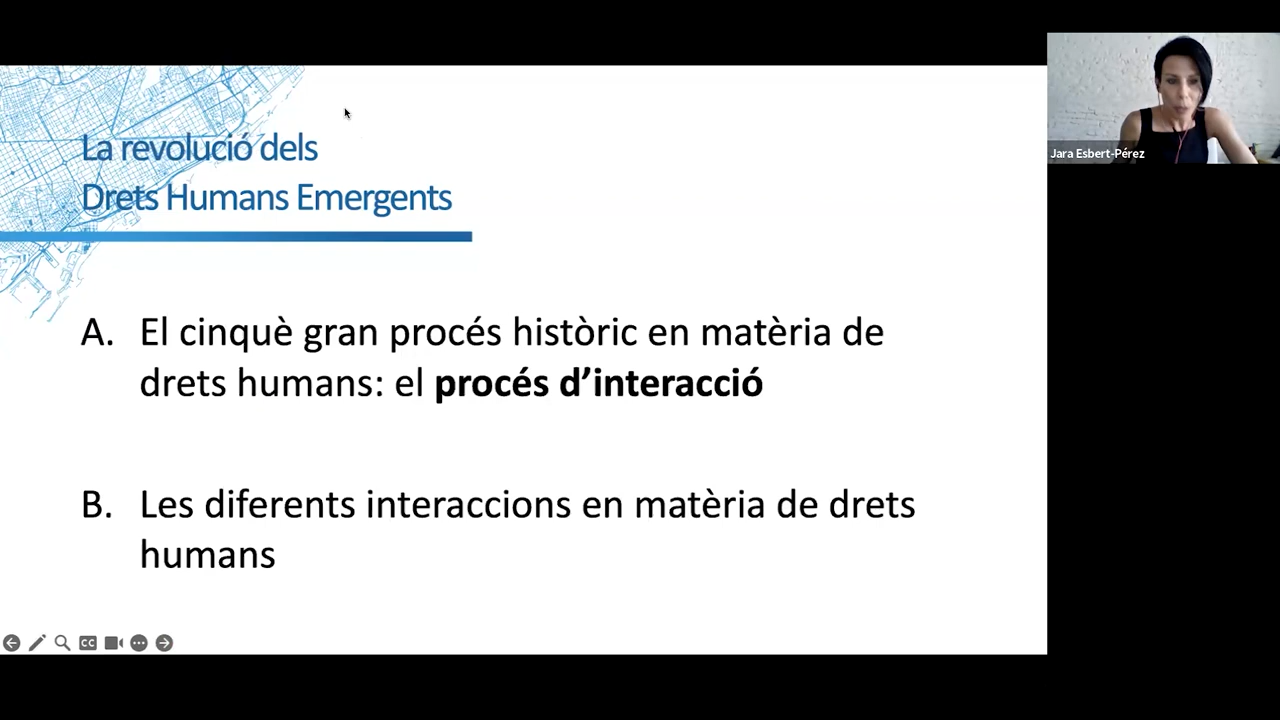 La revolució dels
Drets Humans Emergents
A. El cinquè gran procés històric en matèria de
drets humans: el procés d’interacció
B. Les diferents interaccions en matèria de drets
humans
CC
Jara Esbert-Pérez